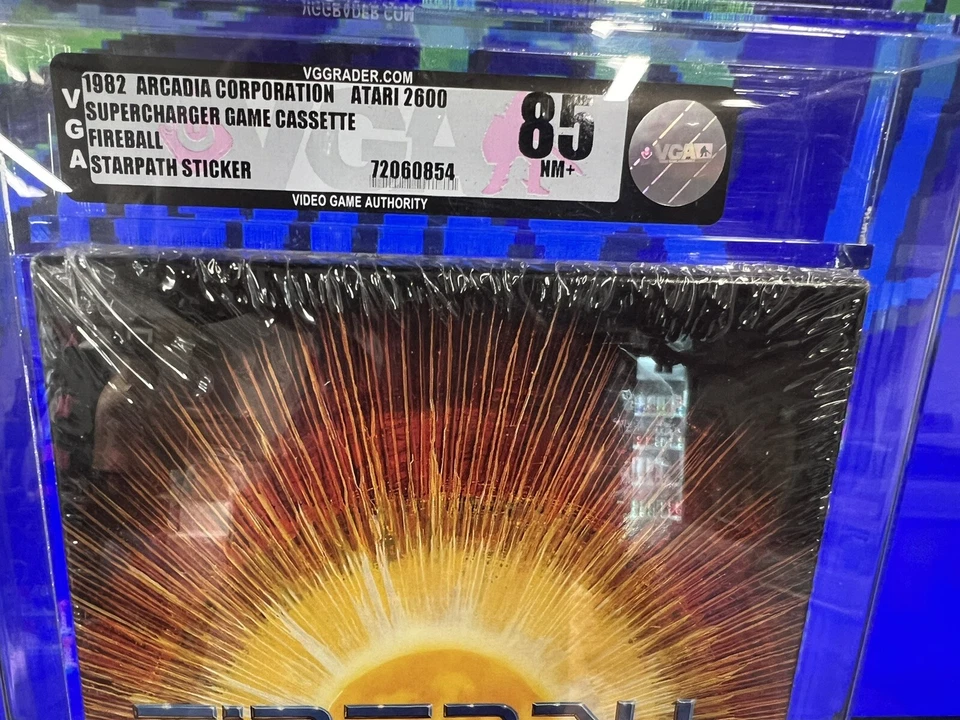 VGGRADER.COM
1982 ARCADIA CORPORATION ATARI 2600
SUPERCHARGER GAME CASSETTE
FIREBALL
STARPATH STICKER
72060854
85
NM+
VGA
VGA
VIDEO GAME AUTHORITY